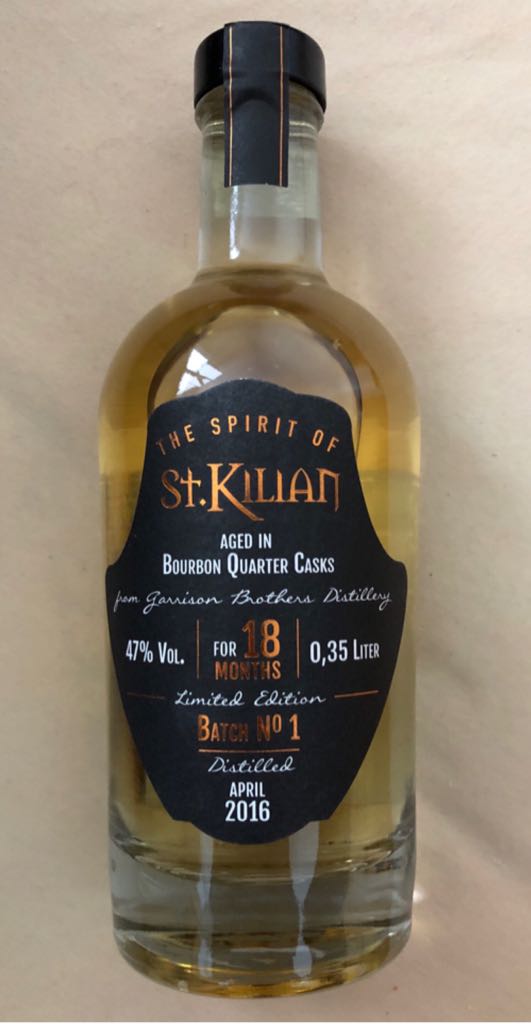 THE SPIRIT OF
ST. KILIAN
AGED IN
BOURBON QUARTER CASKS
from Garrison Brothers Distillery
47% VOL. FOR 18 MONTHS 0,35 LITER
Limited Edition
BATCH Nº 1
Distilled
APRIL
2016